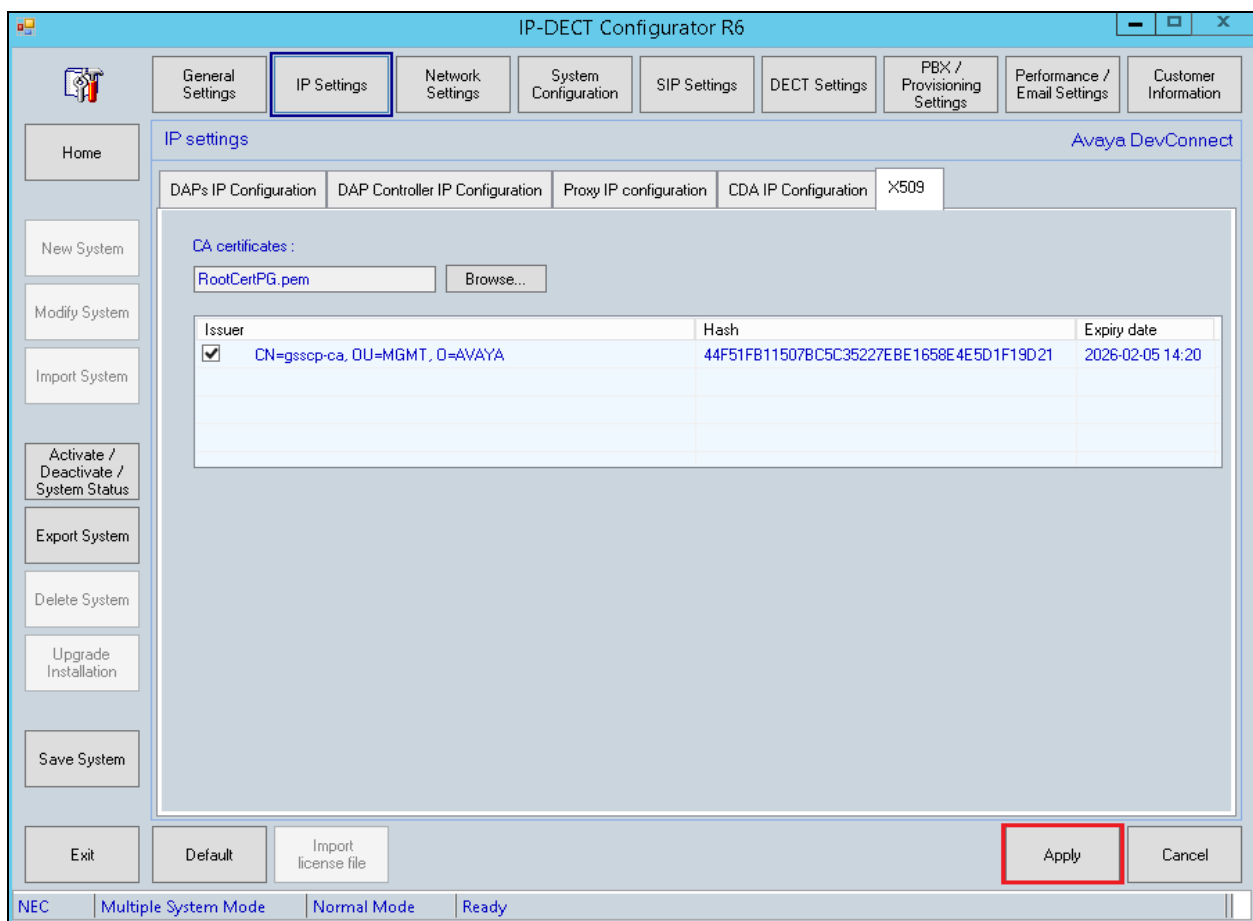 IP-DECT Configurator R6
General
Settings
IP Settings
Network
Settings
System
Configuration
SIP Settings
DECT Settings
PBX /
Provisioning
Settings
Performance /
Email Settings
Customer
Information
Home
New System
Modify System
Import System
Activate /
Deactivate /
System Status
Export System
Delete System
Upgrade
Installation
Save System
Exit
IP settings
Avaya DevConnect
DAPs IP Configuration
DAP Controller IP Configuration
Proxy IP configuration
CDA IP Configuration
X509
CA certificates :
RootCertPG.pem
Browse...
Issuer Hash Expiry date
CN=gsscp-ca, OU=MGMT, O=AVAYA 44F51FB11507BC5C35227EBE1658E4E5D1F19D21 2026-02-05 14:20
Default
Import
license file
Apply
Cancel
NEC Multiple System Mode Normal Mode Ready